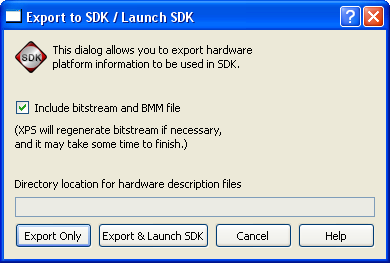 Export to SDK / Launch SDK
SDK
This dialog allows you to export hardware
platform information to be used in SDK.
Include bitstream and BMM file
(XPS will regenerate bitstream if necessary,
and it may take some time to finish.)
Directory location for hardware description files
Export Only Export & Launch SDK Cancel Help